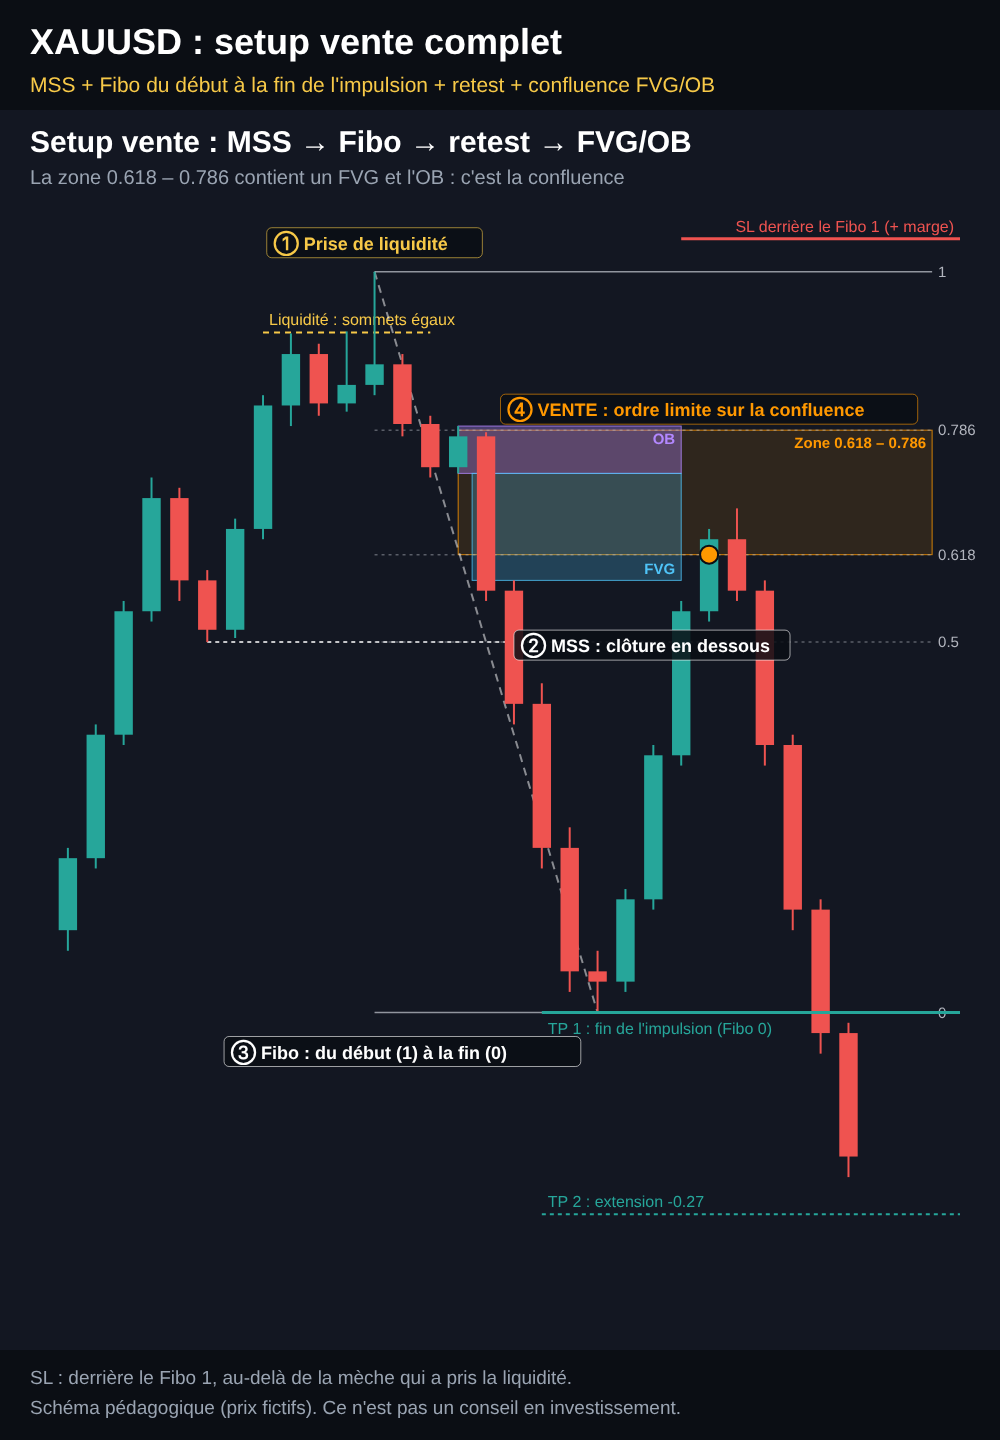 XAUUSD : setup vente complet
MSS + Fibo du début à la fin de l'impulsion + retest + confluence FVG/OB
Setup vente : MSS → Fibo → retest → FVG/OB
La zone 0.618 – 0.786 contient un FVG et l'OB : c'est la confluence
SL derrière le Fibo 1 (+ marge)
① Prise de liquidité
1
Liquidité : sommets égaux
④ VENTE : ordre limite sur la confluence
0.786
OB
Zone 0.618 – 0.786
0.618
FVG
② MSS : clôture en dessous
0.5
0
TP 1 : fin de l'impulsion (Fibo 0)
③ Fibo : du début (1) à la fin (0)
TP 2 : extension -0.27
SL : derrière le Fibo 1, au-delà de la mèche qui a pris la liquidité.
Schéma pédagogique (prix fictifs). Ce n'est pas un conseil en investissement.